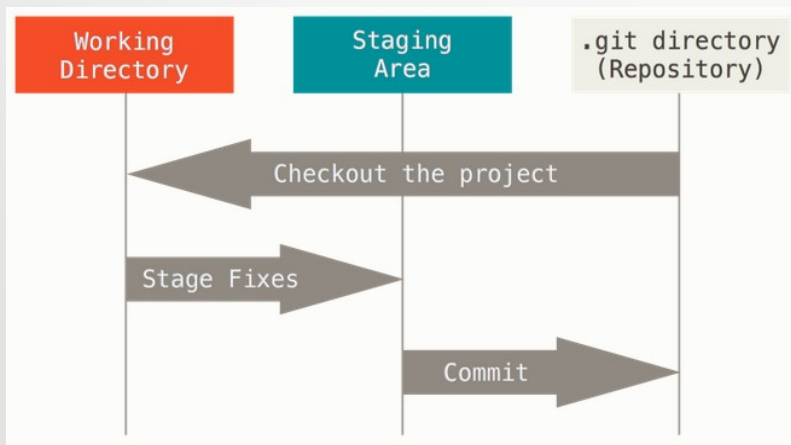 Working
Directory
Staging
Area
.git directory
(Repository)
Checkout the project
Stage Fixes
Commit